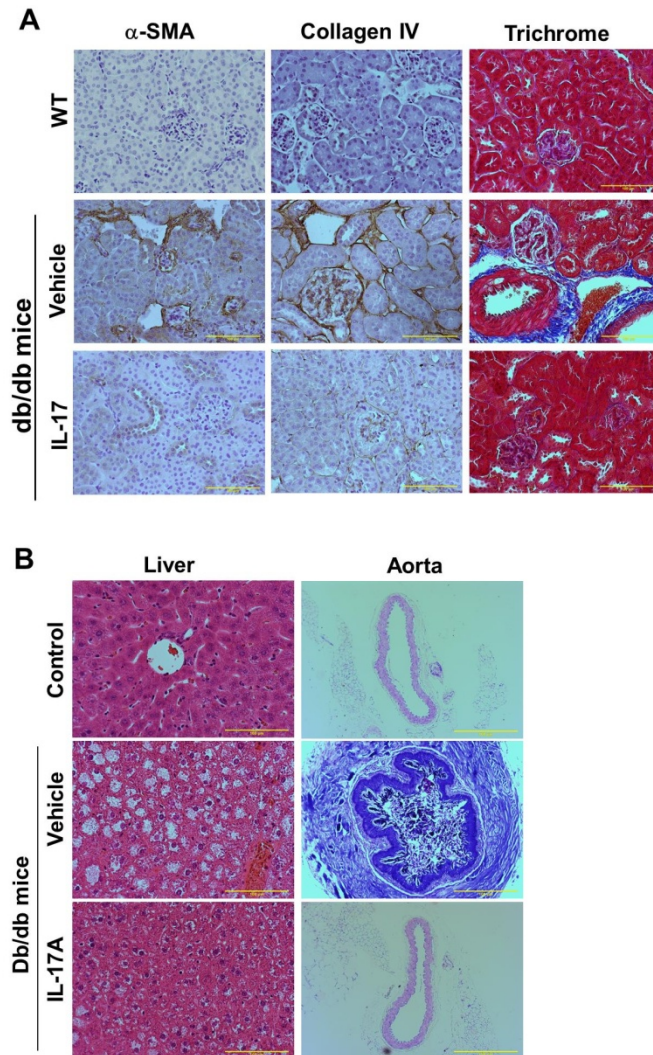 A
α-SMA Collagen IV Trichrome
WT
Vehicle
db/db mice
IL-17
B
Liver Aorta
Control
Vehicle
Db/db mice
IL-17A